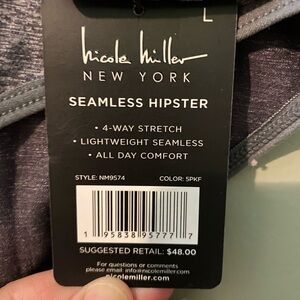 L
nicole miller
NEW YORK
SEAMLESS HIPSTER
• 4-WAY STRETCH
• LIGHTWEIGHT SEAMLESS
• ALL DAY COMFORT
STYLE: NM9574 COLOR: 5PKF
1 95838 95777 7
SUGGESTED RETAIL: $48.00
For questions or comments
please email info@nicolemiller.com
nicolemiller.com